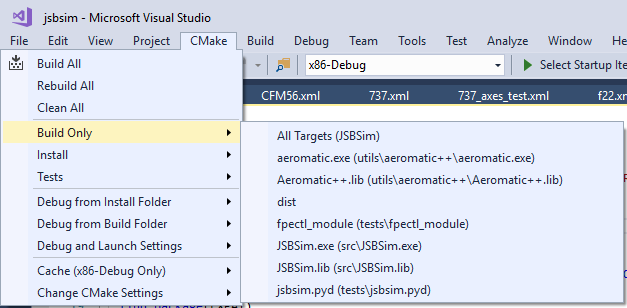 jsbsim - Microsoft Visual Studio
File Edit View Project CMake Build Debug Team Tools Test Analyze Window
x86-Debug Select Startup Ite
CFM56.xml 737.xml 737_axes_test.xml
Build All
Rebuild All
Clean All
Build Only
Install
Tests
Debug from Install Folder
Debug from Build Folder
Debug and Launch Settings
Cache (x86-Debug Only)
Change CMake Settings
All Targets (JSBSim)
aeromatic.exe (utils\aeromatic++\aeromatic.exe)
Aeromatic++.lib (utils\aeromatic++\Aeromatic++.lib)
dist
fpectl_module (tests\fpectl_module)
JSBSim.exe (src\JSBSim.exe)
JSBSim.lib (src\JSBSim.lib)
jsbsim.pyd (tests\jsbsim.pyd)